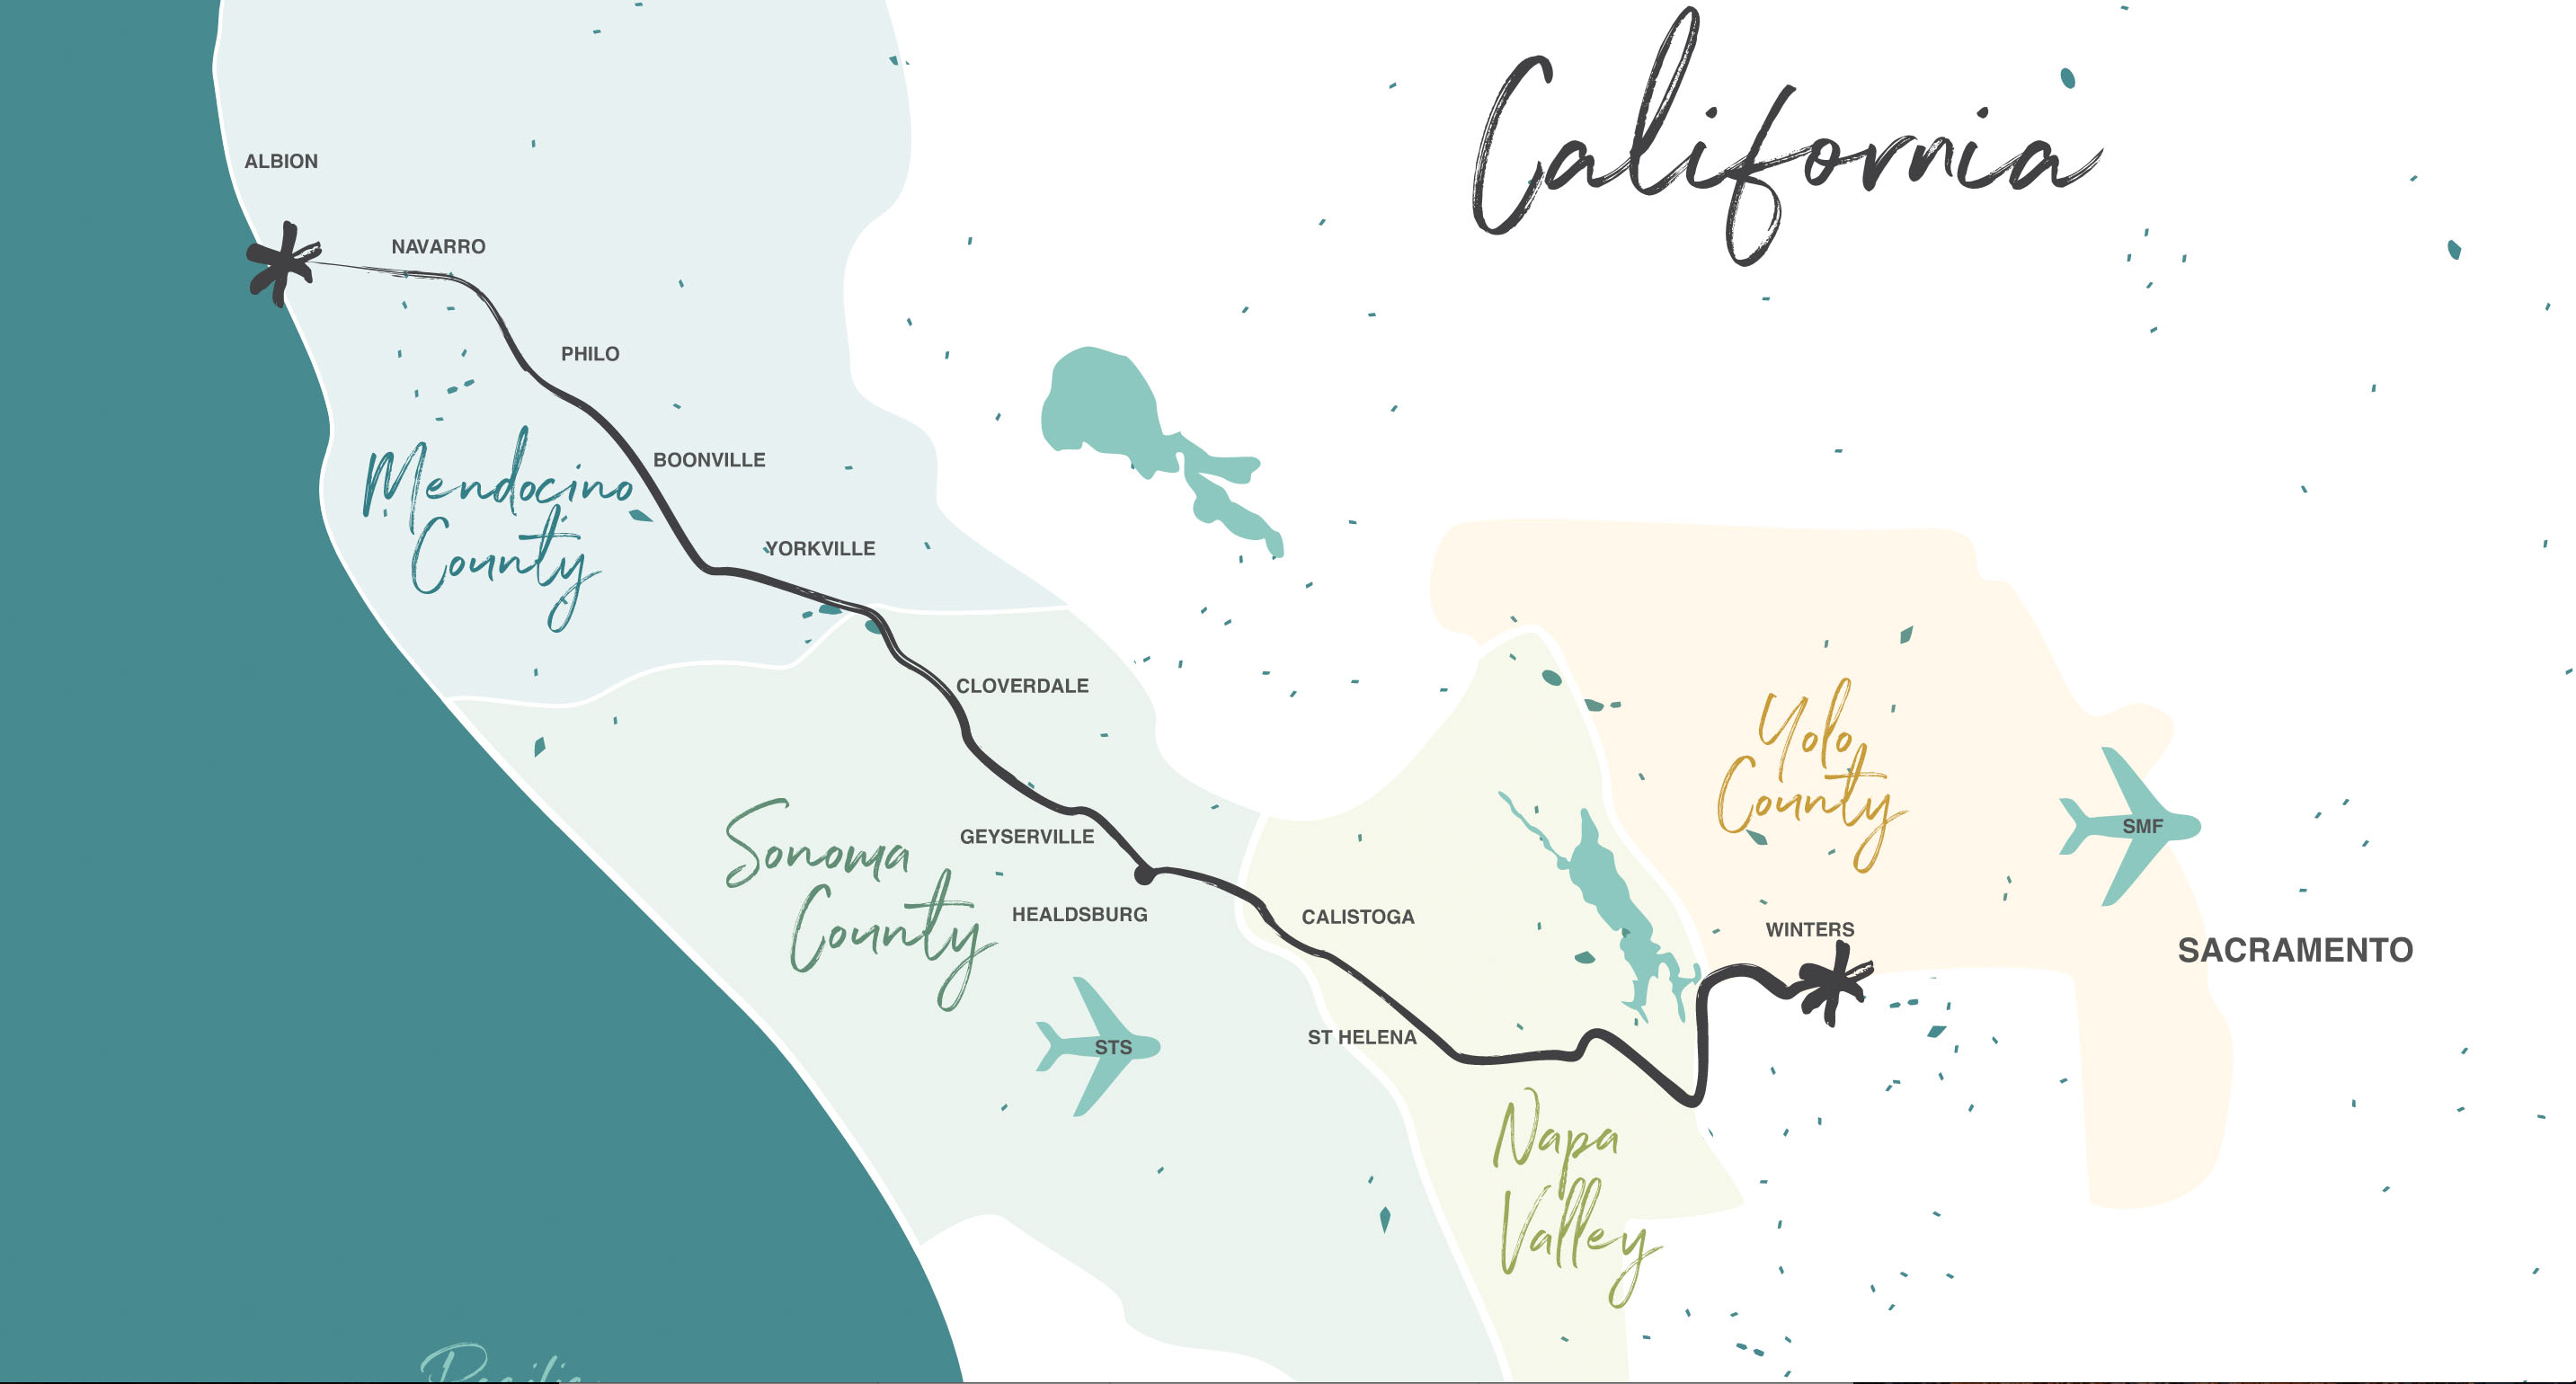 California
ALBION
NAVARRO
PHILO
BOONVILLE
Mendocino
County
YORKVILLE
CLOVERDALE
GEYSERVILLE
Sonoma
County
HEALDSBURG
STS
CALISTOGA
ST HELENA
Napa
Valley
Yolo
County
WINTERS
SMF
SACRAMENTO